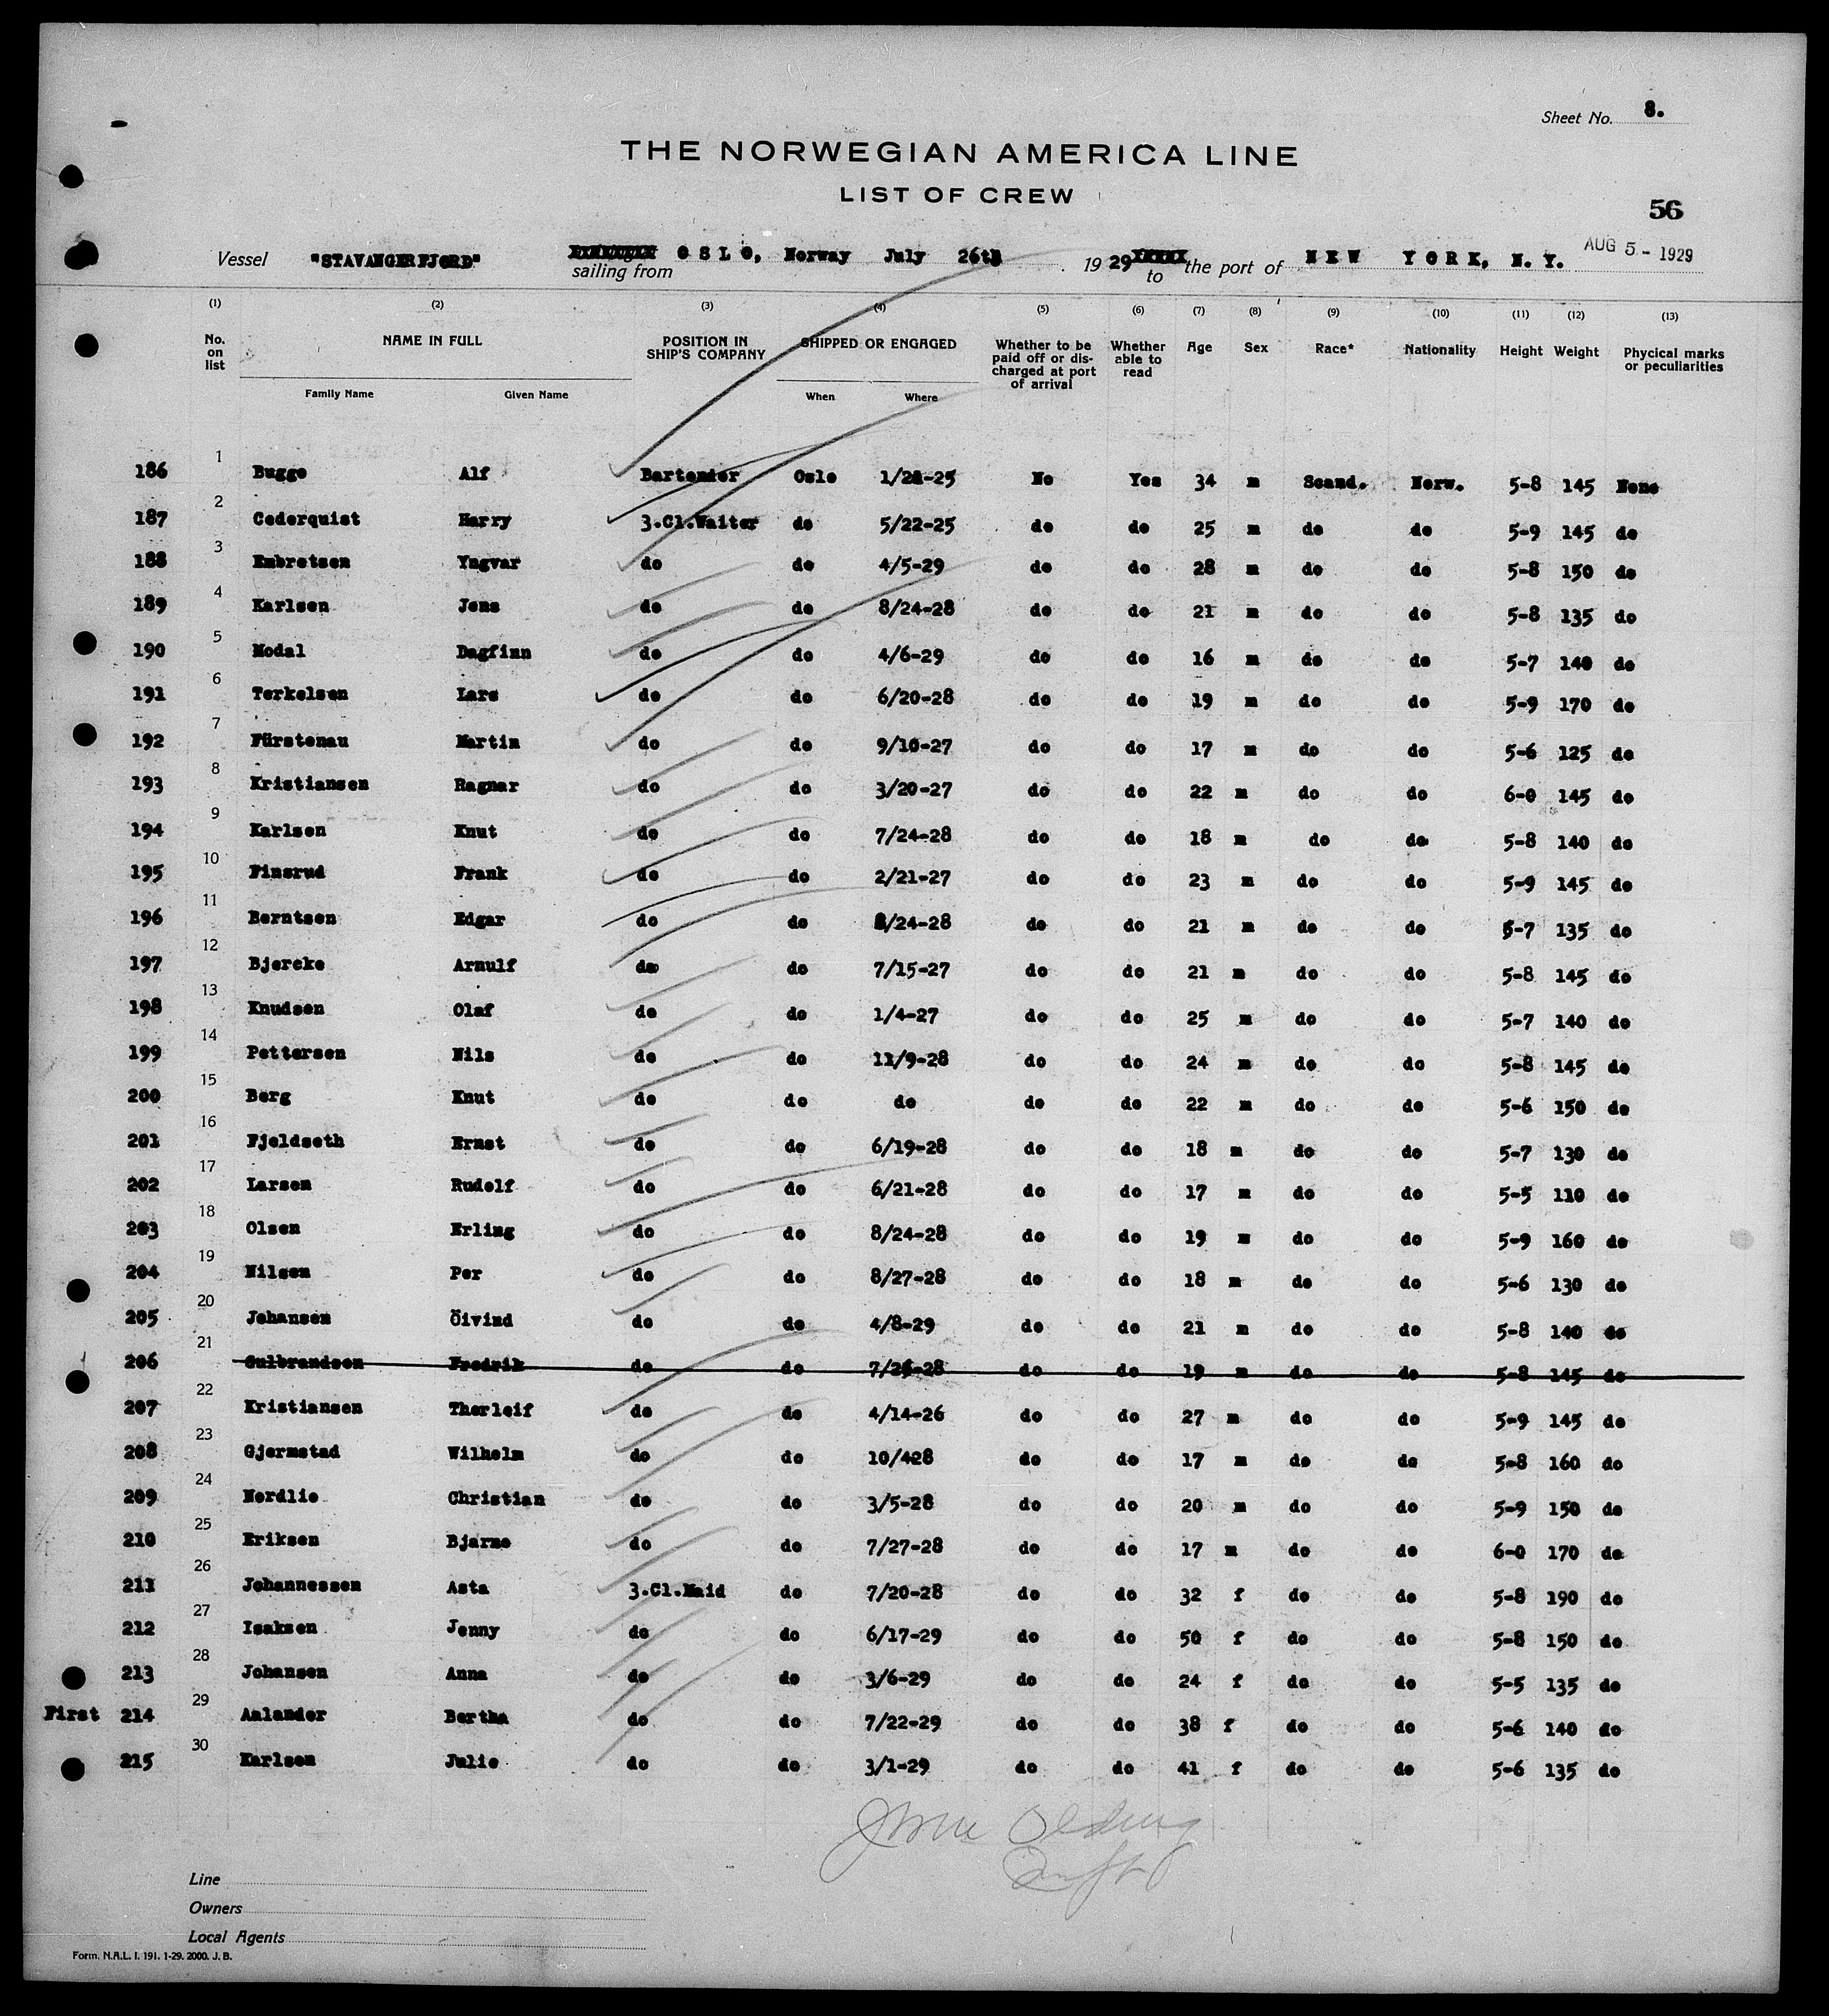 Sheet No. 8.
THE NORWEGIAN AMERICA LINE
LIST OF CREW
56
Vessel "STAVANGERFJORD" sailing from OSLO, Norway July 26th 1929 to the port of NEW YORK, N.Y. AUG 5 - 1929
(1) (2) (3) (4) (5) (6) (7) (8) (9) (10) (11) (12) (13)
No. on list NAME IN FULL POSITION IN SHIP'S COMPANY SHIPPED OR ENGAGED Whether to be paid off or discharged at port of arrival Whether able to read Age Sex Race* Nationality Height Weight Phycical marks or peculiarities
Family Name Given Name When Where
186 1 Bugge Alf Bartender Oslo 1/21-25 No Yes 34 m Scand. Norw. 5-8 145 None
187 2 Cederquist Harry 3.Cl.Waiter do 5/22-25 do do 25 m do do 5-9 145 do
188 3 Embretsen Yngvar do do 4/5-29 do do 28 m do do 5-8 150 do
189 4 Karlsen Jens do do 8/24-28 do do 21 m do do 5-8 135 do
190 5 Modal Dagfinn do do 4/6-29 do do 16 m do do 5-7 140 do
191 6 Terkelsen Lars do do 6/20-28 do do 19 m do do 5-9 170 do
192 7 Fürstenau Martin do do 9/10-27 do do 17 m do do 5-6 125 do
193 8 Kristiansen Ragnar do do 3/20-27 do do 22 m do do 6-0 145 do
194 9 Karlsen Knut do do 7/24-28 do do 18 m do do 5-8 140 do
195 10 Finsrud Frank do do 2/21-27 do do 23 m do do 5-9 145 do
196 11 Berntsen Edgar do do 8/24-28 do do 21 m do do 5-7 135 do
197 12 Bjercke Arnulf do do 7/15-27 do do 21 m do do 5-8 145 do
198 13 Knudsen Olaf do do 1/4-27 do do 25 m do do 5-7 140 do
199 14 Pettersen Nils do do 11/9-28 do do 24 m do do 5-8 145 do
200 15 Berg Knut do do do do do 22 m do do 5-6 150 do
201 16 Fjeldseth Ernst do do 6/19-28 do do 18 m do do 5-7 130 do
202 17 Larsen Rudolf do do 6/21-28 do do 17 m do do 5-5 110 do
203 18 Olsen Erling do do 8/24-28 do do 19 m do do 5-9 160 do
204 19 Nilsen Per do do 8/27-28 do do 18 m do do 5-6 130 do
205 20 Johansen Öivind do do 4/8-29 do do 21 m do do 5-8 140 do
206 21 Gulbrandsen Fredrik do do 7/26-28 do do 19 m do do 5-8 145 do
207 22 Kristiansen Thorleif do do 4/14-26 do do 27 m do do 5-9 145 do
208 23 Gjermstad Wilhelm do do 10/428 do do 17 m do do 5-8 160 do
209 24 Nordlie Christian do do 3/5-28 do do 20 m do do 5-9 150 do
210 25 Eriksen Bjarne do do 7/27-28 do do 17 m do do 6-0 170 do
211 26 Johannessen Asta 3.Cl.Maid do 7/20-28 do do 32 f do do 5-8 190 do
212 27 Isaksen Jenny do do 6/17-29 do do 50 f do do 5-8 150 do
213 28 Johansen Anna do do 3/6-29 do do 24 f do do 5-5 135 do
First 214 29 Aalander Bertha do do 7/22-29 do do 38 f do do 5-6 140 do
215 30 Karlsen Julie do do 3/1-29 do do 41 f do do 5-6 135 do
Line
Owners
Local Agents
Form. N.A.L. I. 191. 1-29. 2000. J. B.